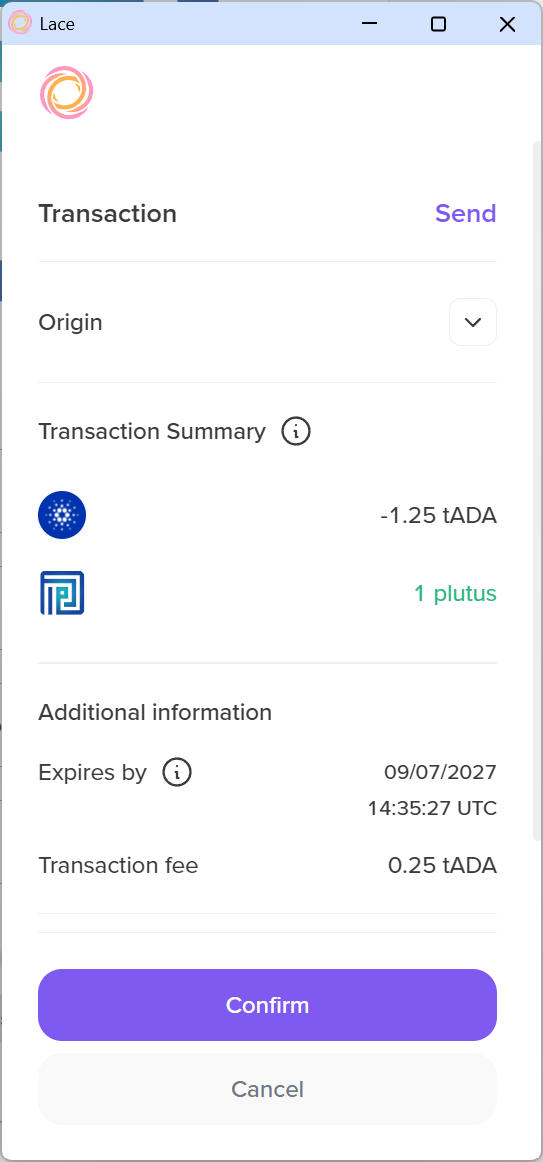 Lace
Transaction
Send
Origin
Transaction Summary
-1.25 tADA
1 plutus
Additional information
Expires by
09/07/2027
14:35:27 UTC
Transaction fee
0.25 tADA
Confirm
Cancel